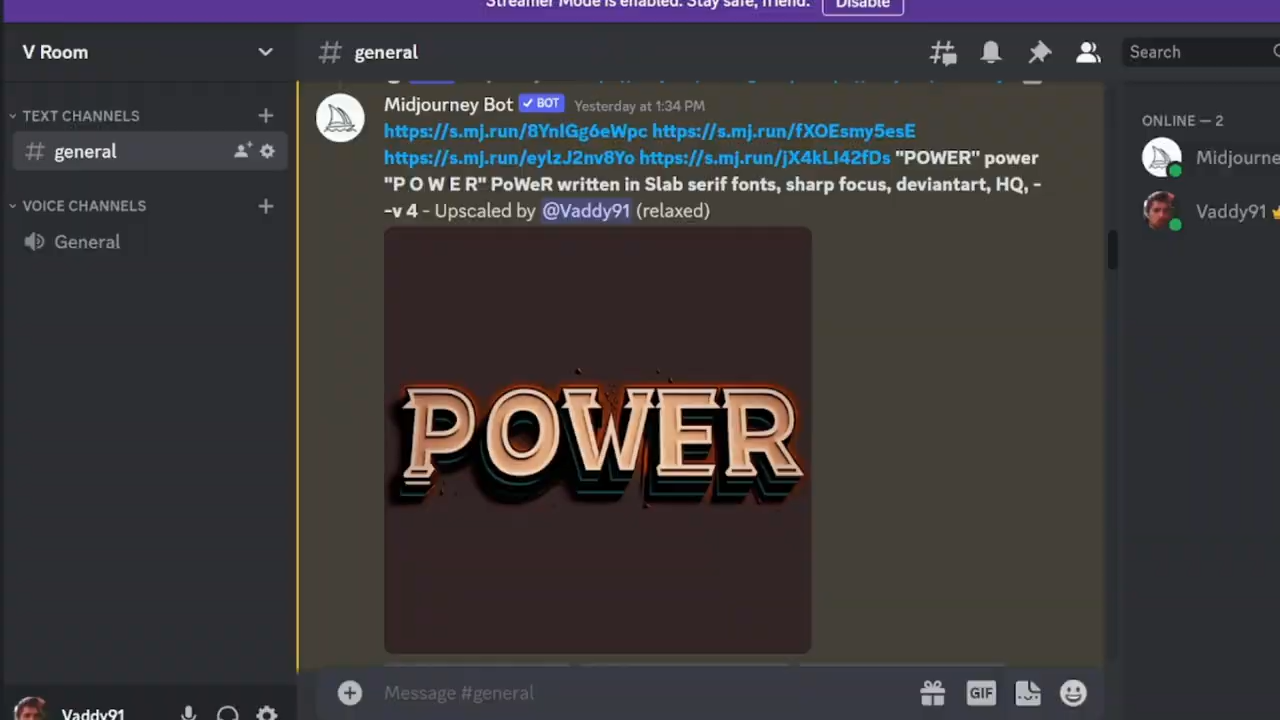 Streamer Mode is enabled. Stay safe, friend. Disable
V Room
general
Search
TEXT CHANNELS
general
VOICE CHANNELS
General
Midjourney Bot BOT Yesterday at 1:34 PM
https://s.mj.run/8YnIGg6eWpc https://s.mj.run/fXOEsmy5esE
https://s.mj.run/eylzJ2nv8Yo https://s.mj.run/jX4kLI42fDs "POWER" power
"P O W E R" PoWeR written in Slab serif fonts, sharp focus, deviantart, HQ, -
-v 4 - Upscaled by @Vaddy91 (relaxed)
POWER
Message #general
GIF
ONLINE — 2
Midjourne
Vaddy91
Vaddy91